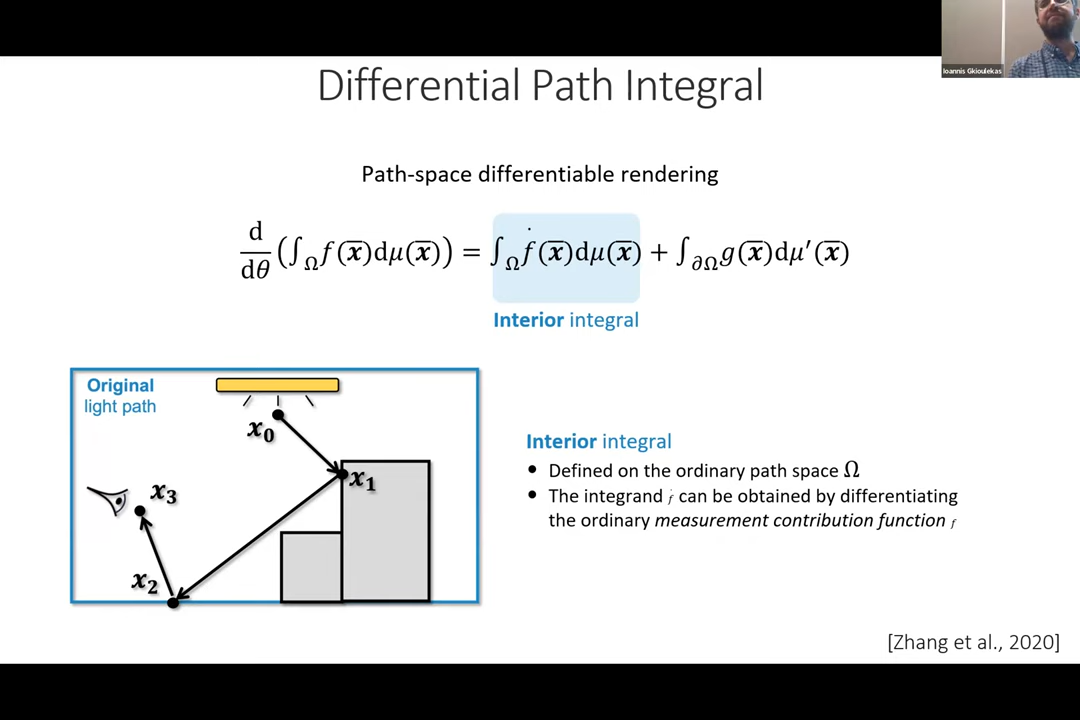 Ioannis Gkioulekas
Differential Path Integral
Path-space differentiable rendering
d/dθ (∫_Ω f(x̄)dμ(x̄)) = ∫_Ω ḟ(x̄)dμ(x̄) + ∫_∂Ω g(x̄)dμ′(x̄)
Interior integral
Original
light path
x₀
x₁
x₃
x₂
Interior integral
• Defined on the ordinary path space Ω
• The integrand ḟ can be obtained by differentiating
the ordinary measurement contribution function f
[Zhang et al., 2020]